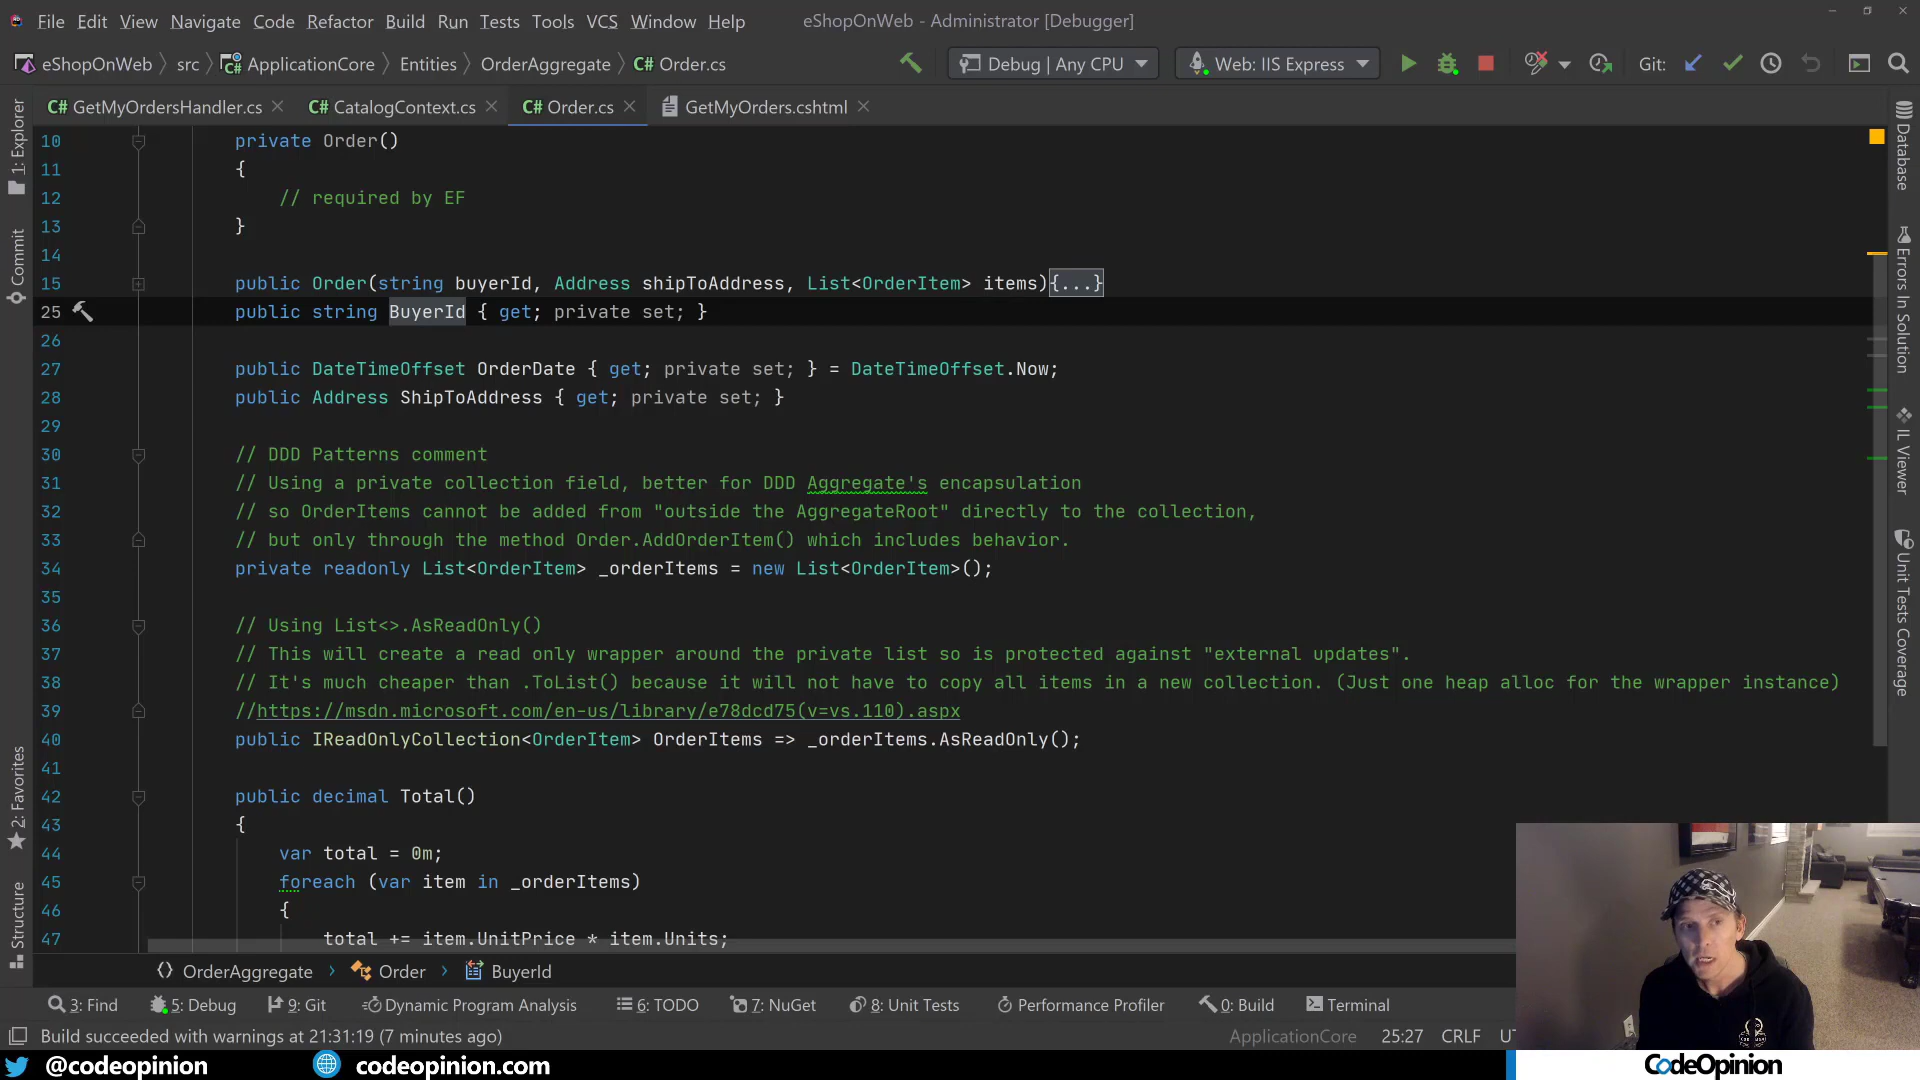 File Edit View Navigate Code Refactor Build Run Tests Tools VCS Window Help eShopOnWeb - Administrator [Debugger]
eShopOnWeb src ApplicationCore Entities OrderAggregate C# Order.cs Debug | Any CPU Web: IIS Express Git:
C# GetMyOrdersHandler.cs C# CatalogContext.cs C# Order.cs GetMyOrders.cshtml
1: Explorer
Commit
2: Favorites
Structure
10 private Order()
11 {
12 // required by EF
13 }
14
15 public Order(string buyerId, Address shipToAddress, List<OrderItem> items){...}
25 public string BuyerId { get; private set; }
26
27 public DateTimeOffset OrderDate { get; private set; } = DateTimeOffset.Now;
28 public Address ShipToAddress { get; private set; }
29
30 // DDD Patterns comment
31 // Using a private collection field, better for DDD Aggregate's encapsulation
32 // so OrderItems cannot be added from "outside the AggregateRoot" directly to the collection,
33 // but only through the method Order.AddOrderItem() which includes behavior.
34 private readonly List<OrderItem> _orderItems = new List<OrderItem>();
35
36 // Using List<>.AsReadOnly()
37 // This will create a read only wrapper around the private list so is protected against "external updates".
38 // It's much cheaper than .ToList() because it will not have to copy all items in a new collection. (Just one heap alloc for the wrapper instance)
39 //https://msdn.microsoft.com/en-us/library/e78dcd75(v=vs.110).aspx
40 public IReadOnlyCollection<OrderItem> OrderItems => _orderItems.AsReadOnly();
41
42 public decimal Total()
43 {
44 var total = 0m;
45 foreach (var item in _orderItems)
46 {
47 total += item.UnitPrice * item.Units;
Database
Errors In Solution
IL Viewer
Unit Tests Coverage
OrderAggregate Order BuyerId
3: Find 5: Debug 9: Git Dynamic Program Analysis 6: TODO 7: NuGet 8: Unit Tests Performance Profiler 0: Build Terminal
Build succeeded with warnings at 21:31:19 (7 minutes ago) ApplicationCore 25:27 CRLF
@codeopinion codeopinion.com CodeOpinion